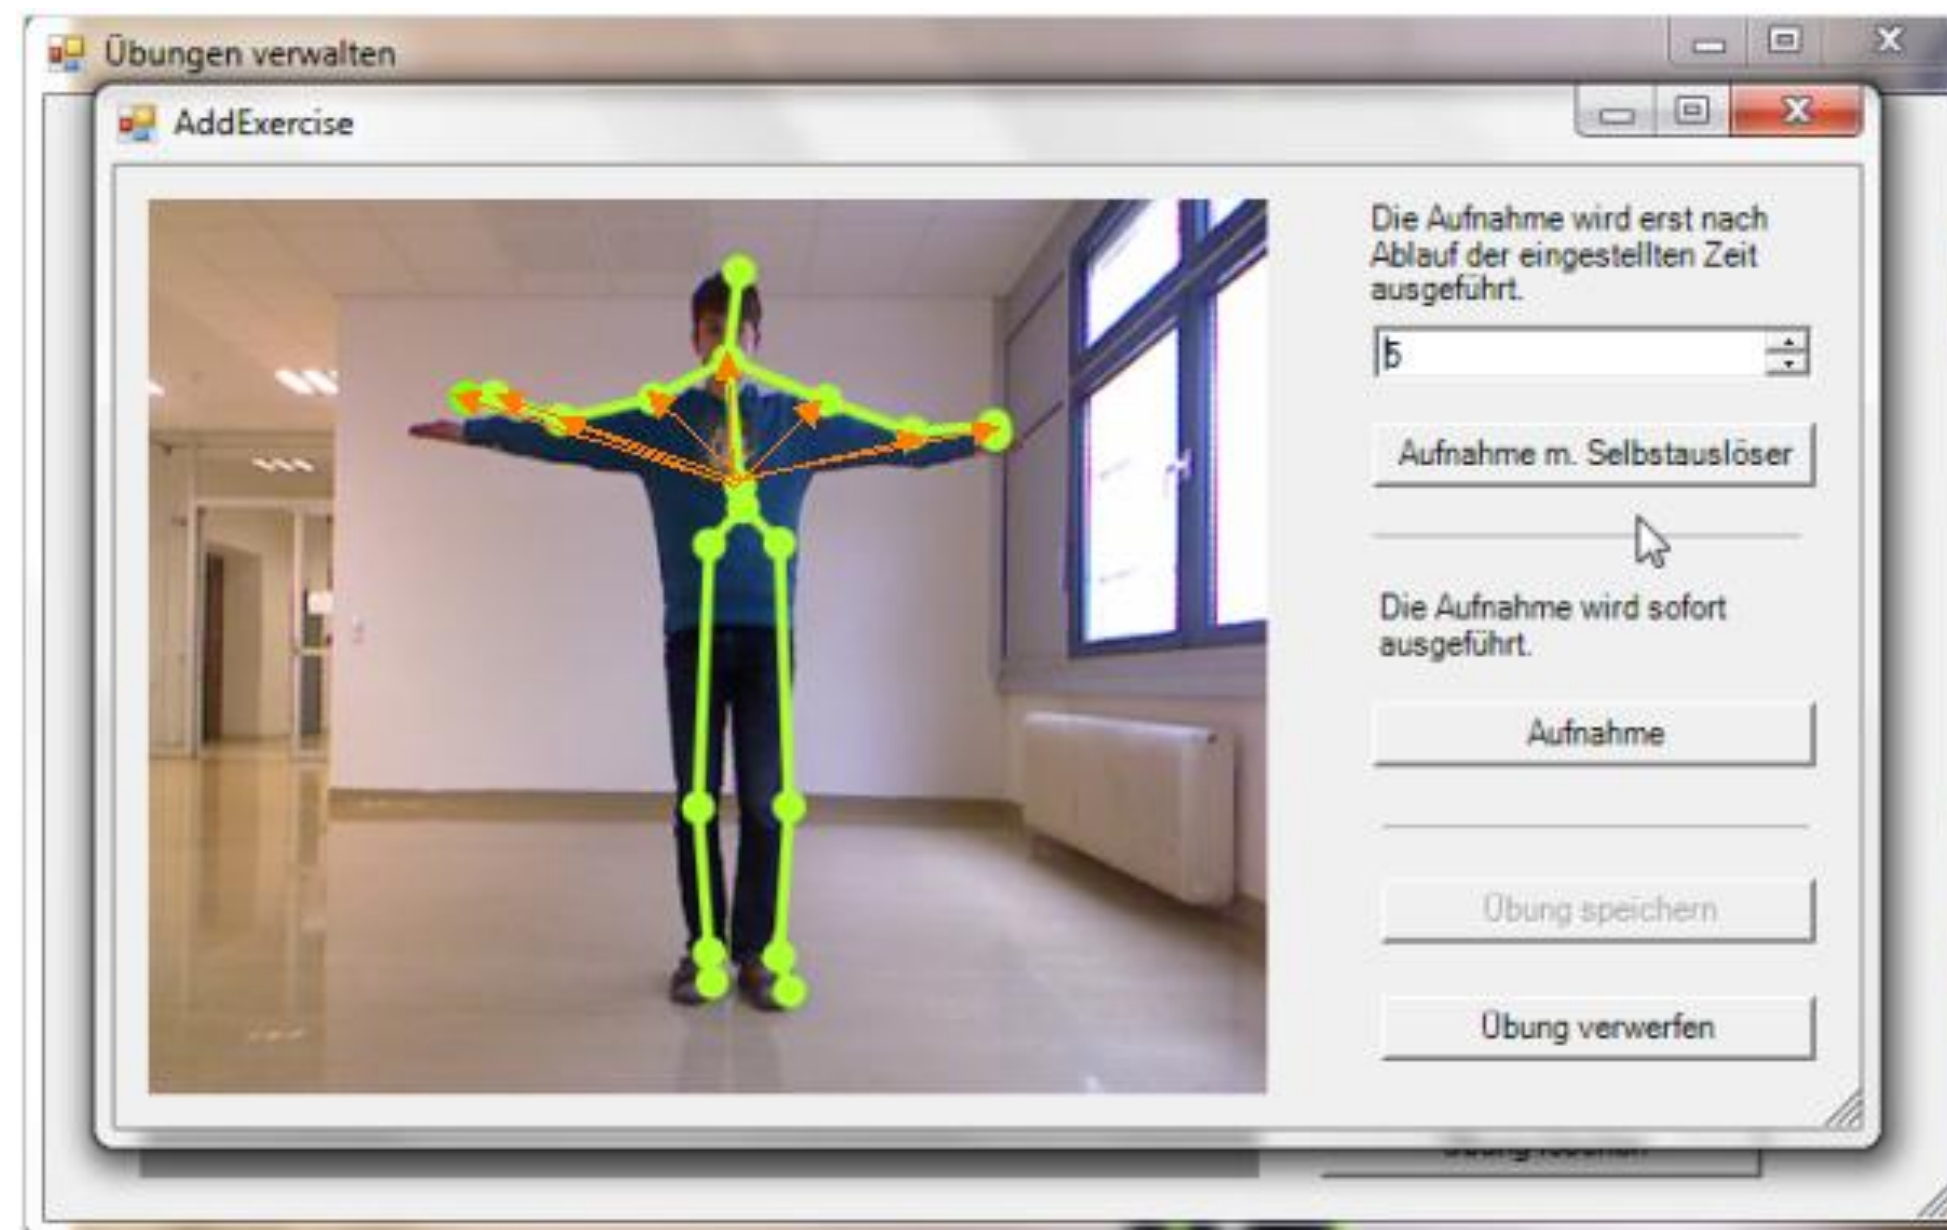 Übungen verwalten
AddExercise
Die Aufnahme wird erst nach
Ablauf der eingestellten Zeit
ausgeführt.
5
Aufnahme m. Selbstauslöser
Die Aufnahme wird sofort
ausgeführt.
Aufnahme
Übung speichern
Übung verwerfen